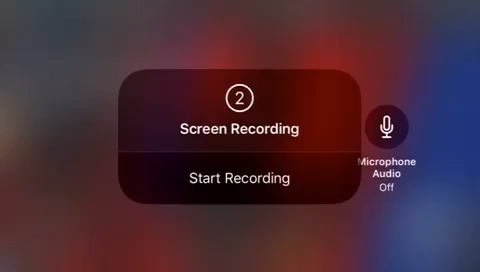 2
Screen Recording
Start Recording
Microphone
Audio
Off